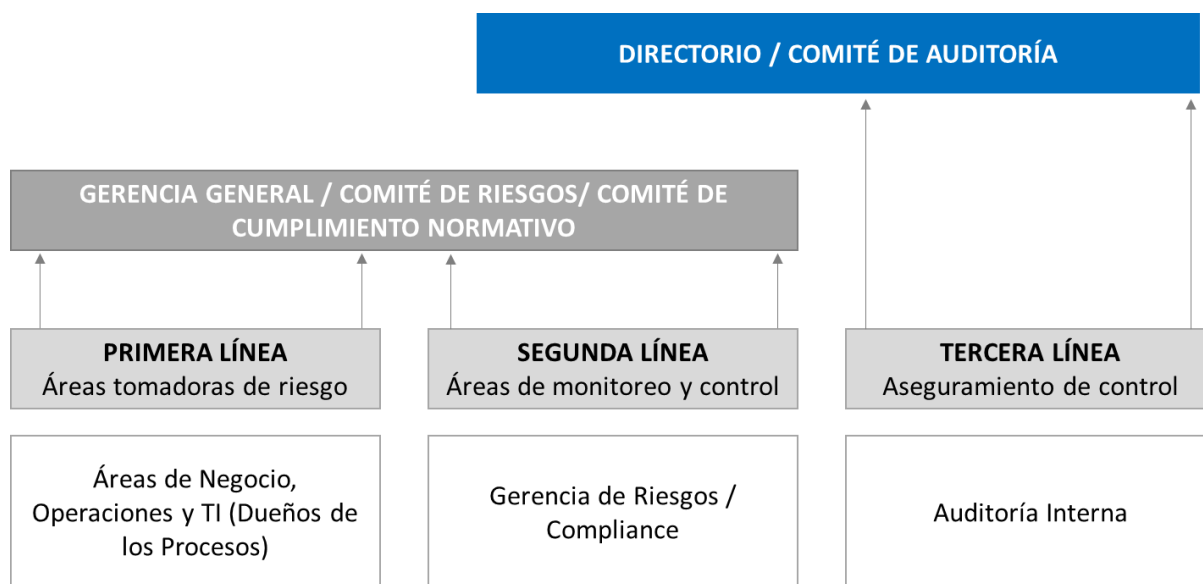 DIRECTORIO / COMITÉ DE AUDITORÍA
GERENCIA GENERAL / COMITÉ DE RIESGOS/ COMITÉ DE
CUMPLIMIENTO NORMATIVO
PRIMERA LÍNEA
Áreas tomadoras de riesgo
SEGUNDA LÍNEA
Áreas de monitoreo y control
TERCERA LÍNEA
Aseguramiento de control
Áreas de Negocio,
Operaciones y TI (Dueños de
los Procesos)
Gerencia de Riesgos /
Compliance
Auditoría Interna